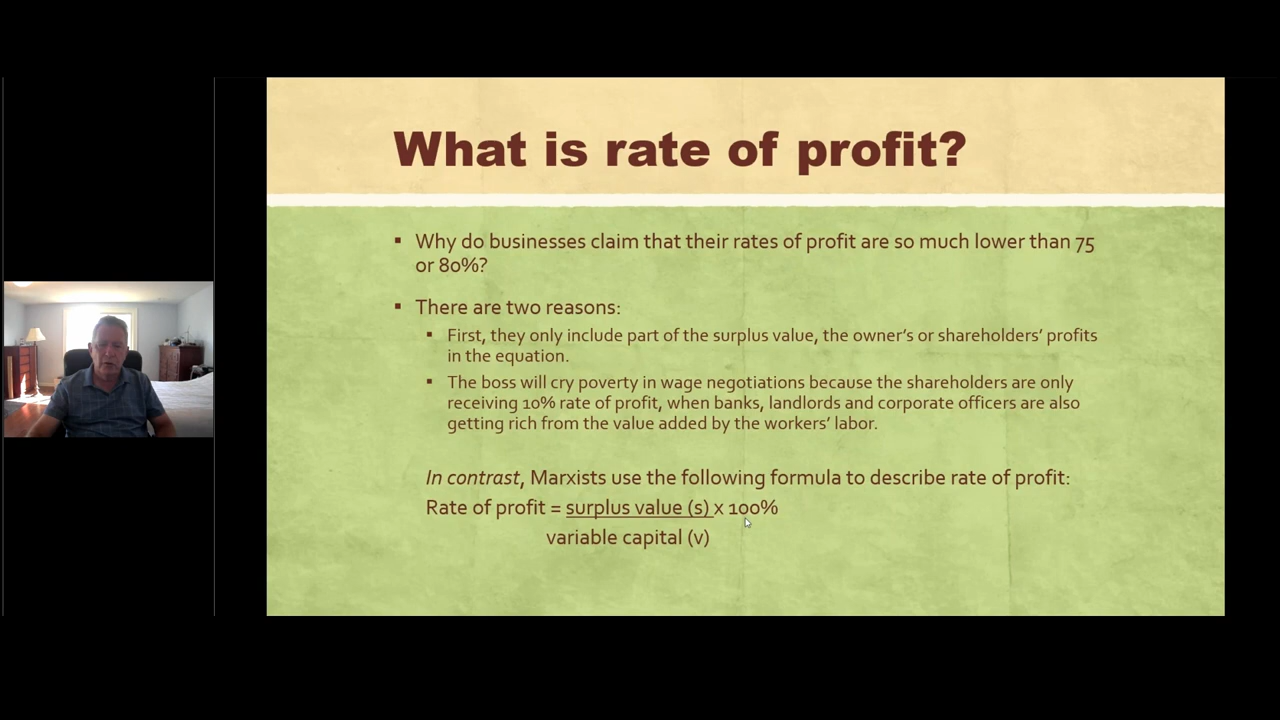 What is rate of profit?
▪ Why do businesses claim that their rates of profit are so much lower than 75
or 80%?
▪ There are two reasons:
▪ First, they only include part of the surplus value, the owner's or shareholders' profits
in the equation.
▪ The boss will cry poverty in wage negotiations because the shareholders are only
receiving 10% rate of profit, when banks, landlords and corporate officers are also
getting rich from the value added by the workers' labor.
In contrast, Marxists use the following formula to describe rate of profit:
Rate of profit = surplus value (s) x 100%
variable capital (v)